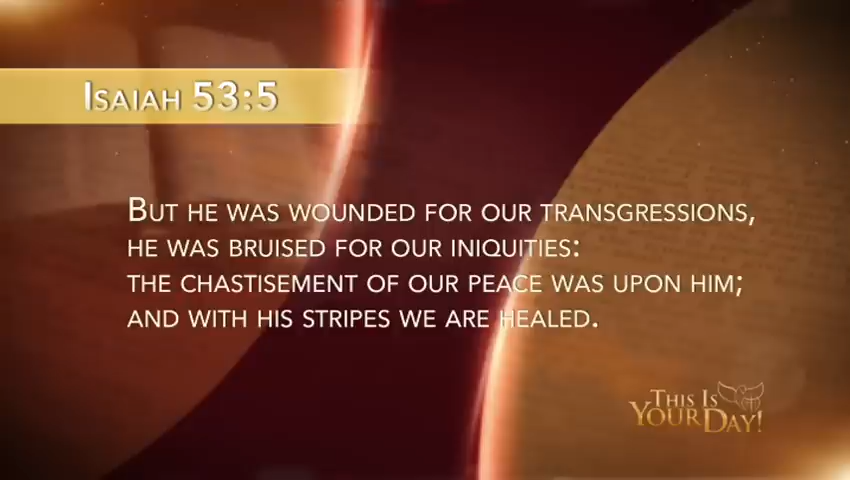 Isaiah 53:5
But he was wounded for our transgressions,
he was bruised for our iniquities:
the chastisement of our peace was upon him;
and with his stripes we are healed.
This Is
Your Day!